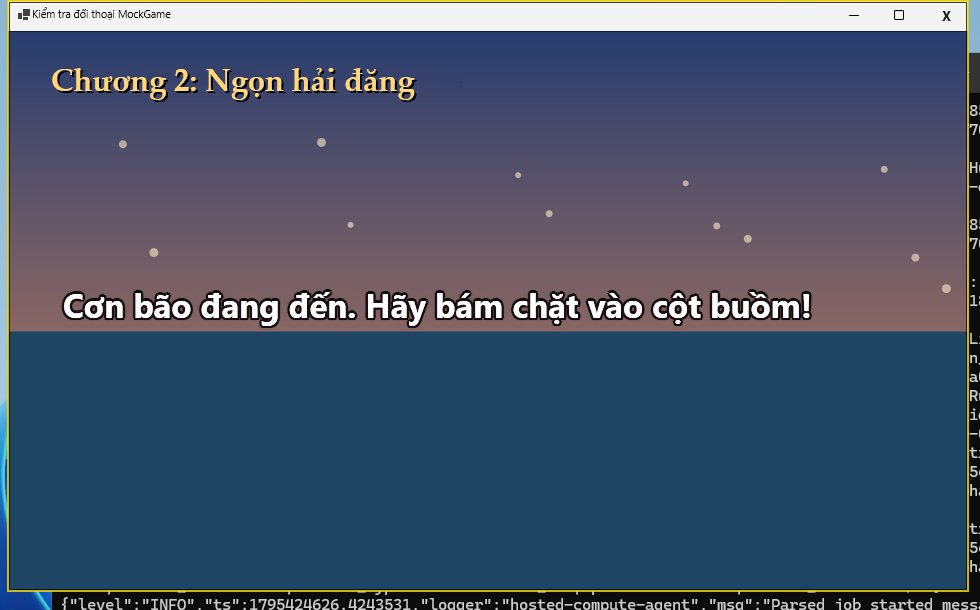 Kiểm tra đối thoại MockGame
Chương 2: Ngọn hải đăng
Cơn bão đang đến. Hãy bám chặt vào cột buồm!
{"level":"INFO","ts":1795424626.4243531,"logger":"hosted-compute-agent","msg":"Parsed job started